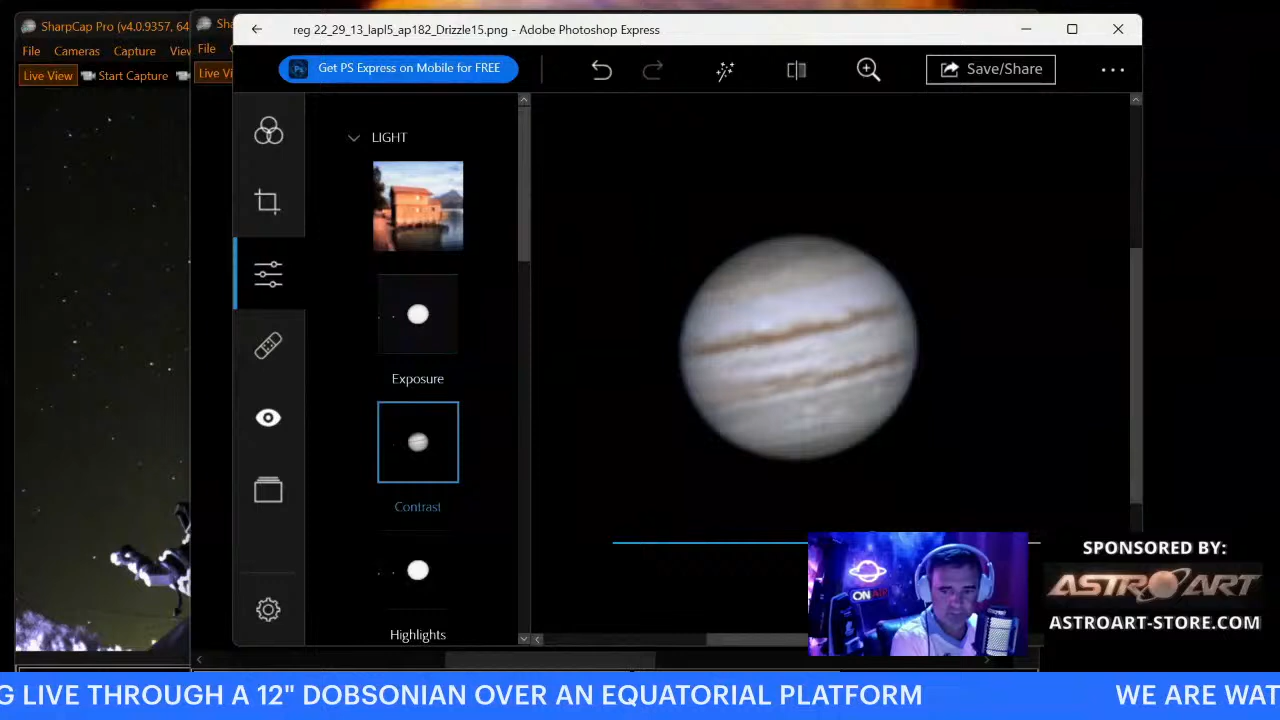 SharpCap Pro (v4.0.9357, 64
File Cameras Capture View
Live View Start Capture
Sha
File
Live Vi
reg 22_29_13_lapl5_ap182_Drizzle15.png - Adobe Photoshop Express
Get PS Express on Mobile for FREE
Save/Share
LIGHT
Exposure
Contrast
Highlights
ON AIR
SPONSORED BY:
ASTROART
ASTROART-STORE.COM
G LIVE THROUGH A 12" DOBSONIAN OVER AN EQUATORIAL PLATFORM
WE ARE WAT